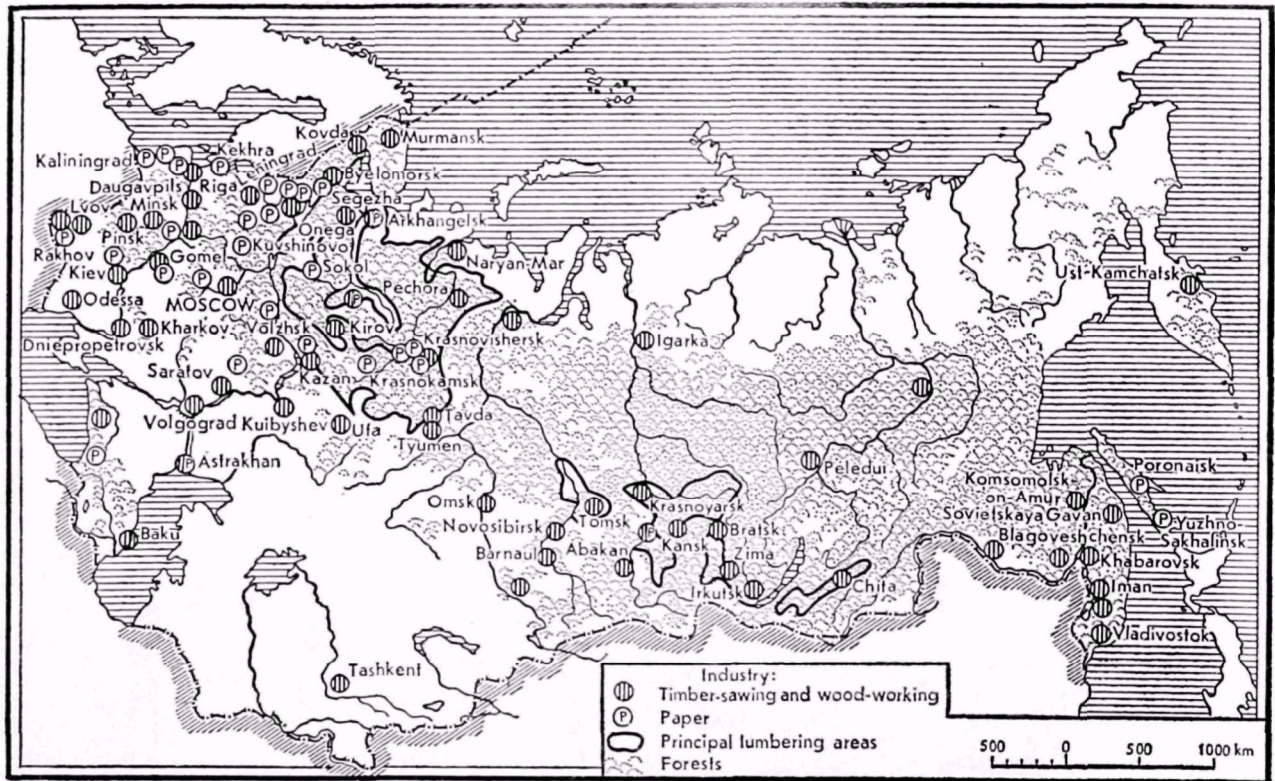 Kovda
Murmansk
Kaliningrad
Kekhra
eningrad
Byelomorsk
Daugavpils
Riga
Segezha
Lvov
Minsk
Arkhangelsk
Onega
Pinsk
Kuvshinovo
Naryan-Mar
Rakhov
Gomel
Sokol
Kiev
Pechora
Usl-Kamchatsk
Odessa
MOSCOW
Kharkov
Volzhsk
Kirov
Igarka
Dniepropetrovsk
Krasnovishersk
Saratov
Kazan
Krasnokamsk
Volgograd
Kuibyshev
Ufa
Tavda
Tyumen
Astrakhan
Peledui
Poronaisk
Komsomolsk-
on-Amur
Omsk
Tomsk
Krasnoyarsk
Sovietskaya Gavan
Novosibirsk
Bratsk
Yuzhno-
Sakhalinsk
Baku
Barnaul
Abakan
Kansk
Zima
Blagoveshchensk
Khabarovsk
Irkutsk
Chita
Iman
Vladivostok
Tashkent
Industry:
Timber-sawing and wood-working
P Paper
Principal lumbering areas
Forests
500 0 500 1000 km